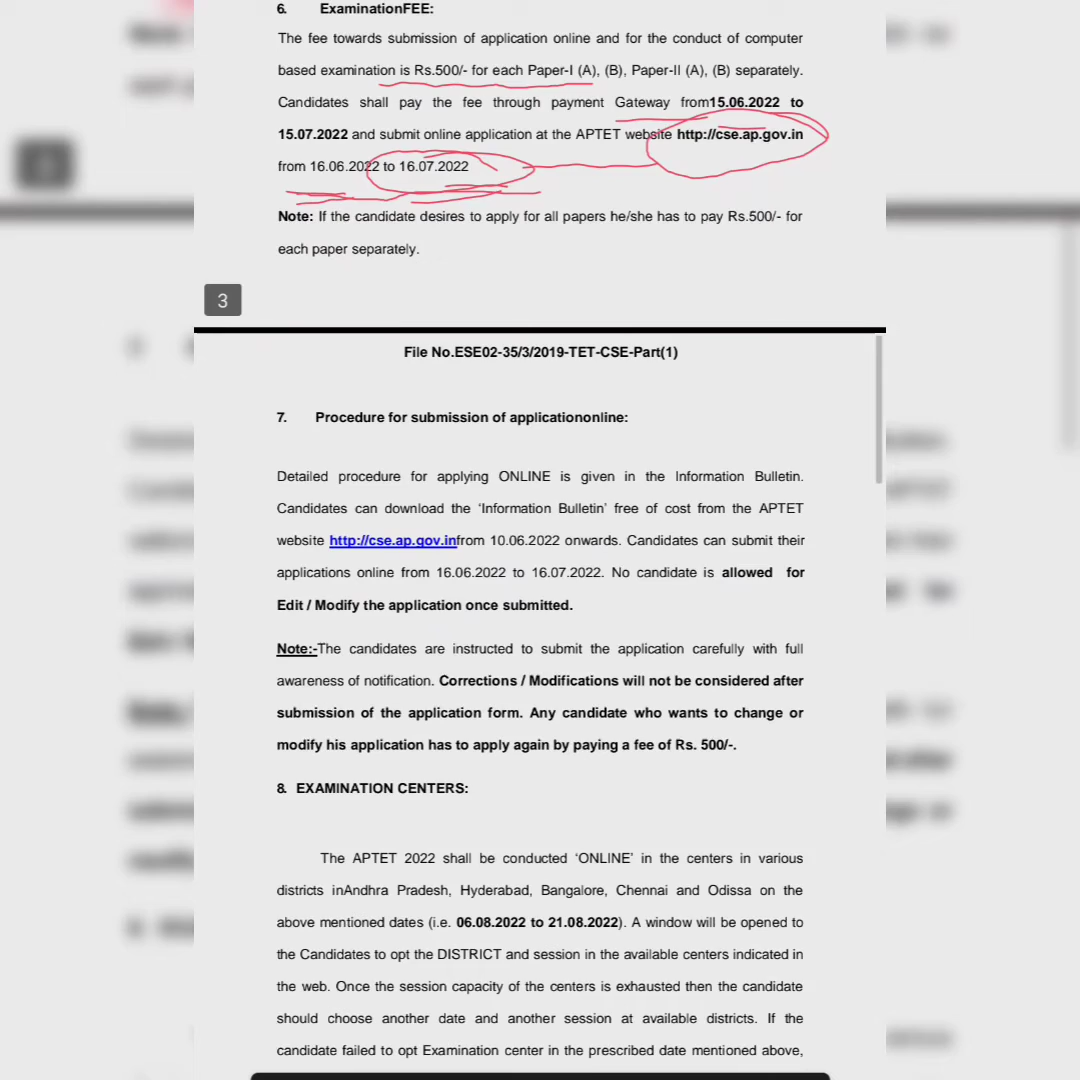 6. ExaminationFEE:
The fee towards submission of application online and for the conduct of computer
based examination is Rs.500/- for each Paper-I (A), (B), Paper-II (A), (B) separately.
Candidates shall pay the fee through payment Gateway from15.06.2022 to
15.07.2022 and submit online application at the APTET website http://cse.ap.gov.in
from 16.06.2022 to 16.07.2022
Note: If the candidate desires to apply for all papers he/she has to pay Rs.500/- for
each paper separately.
3
File No.ESE02-35/3/2019-TET-CSE-Part(1)
7. Procedure for submission of applicationonline:
Detailed procedure for applying ONLINE is given in the Information Bulletin.
Candidates can download the ‘Information Bulletin’ free of cost from the APTET
website http://cse.ap.gov.infrom 10.06.2022 onwards. Candidates can submit their
applications online from 16.06.2022 to 16.07.2022. No candidate is allowed for
Edit / Modify the application once submitted.
Note:-The candidates are instructed to submit the application carefully with full
awareness of notification. Corrections / Modifications will not be considered after
submission of the application form. Any candidate who wants to change or
modify his application has to apply again by paying a fee of Rs. 500/-.
8. EXAMINATION CENTERS:
The APTET 2022 shall be conducted ‘ONLINE’ in the centers in various
districts inAndhra Pradesh, Hyderabad, Bangalore, Chennai and Odissa on the
above mentioned dates (i.e. 06.08.2022 to 21.08.2022). A window will be opened to
the Candidates to opt the DISTRICT and session in the available centers indicated in
the web. Once the session capacity of the centers is exhausted then the candidate
should choose another date and another session at available districts. If the
candidate failed to opt Examination center in the prescribed date mentioned above,